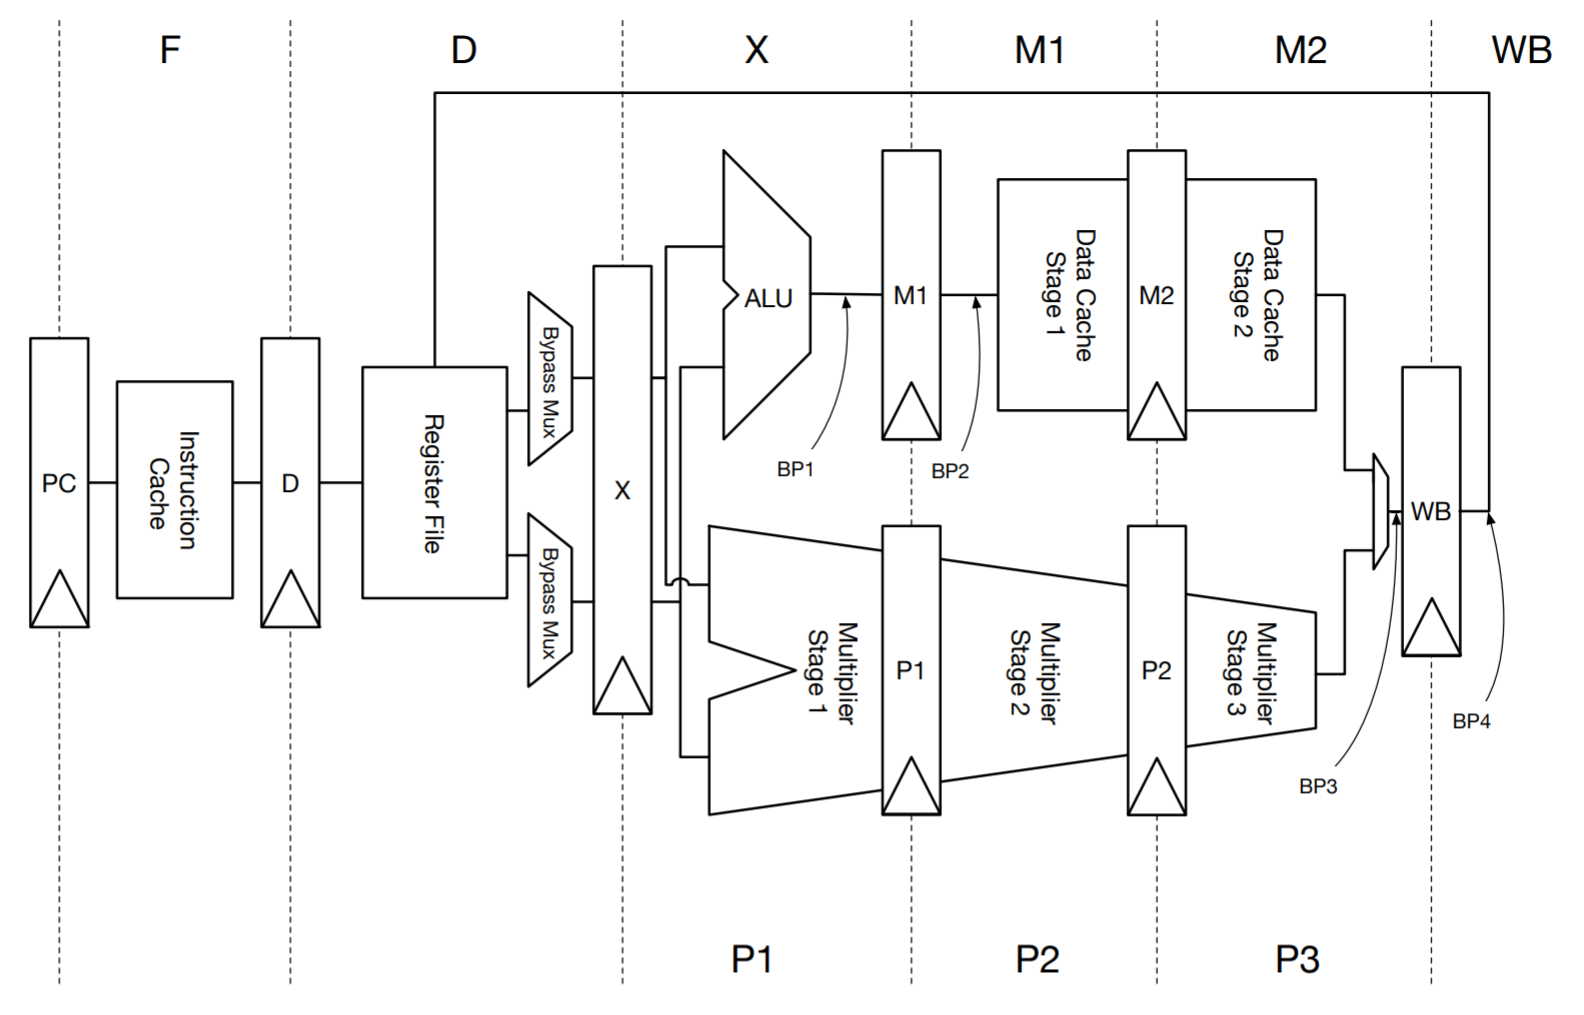 F
D
X
M1
M2
WB
PC
Instruction
Cache
D
Register File
Bypass Mux
Bypass Mux
X
ALU
BP1
M1
BP2
Data Cache
Stage 1
M2
Data Cache
Stage 2
Multiplier
Stage 1
P1
Multiplier
Stage 2
P2
Multiplier
Stage 3
WB
BP3
BP4
P1
P2
P3